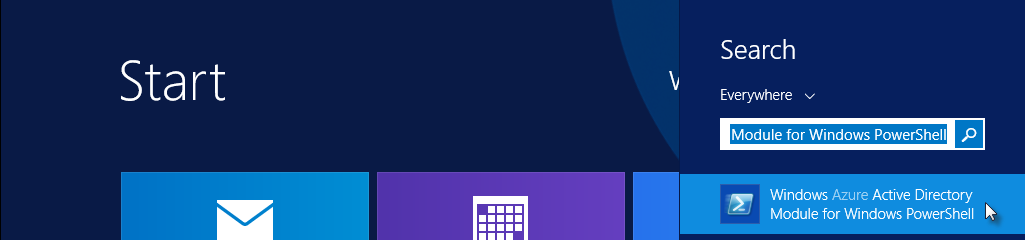 Start
Search
Everywhere
Module for Windows PowerShell
Windows Azure Active Directory
Module for Windows PowerShell